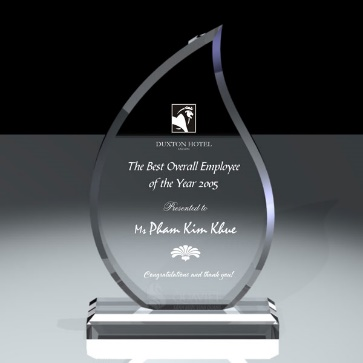 DUXTON HOTEL
The Best Overall Employee
of the Year 2005
Presented to
Ms Pham Kim Khue
Congratulations and thank you!